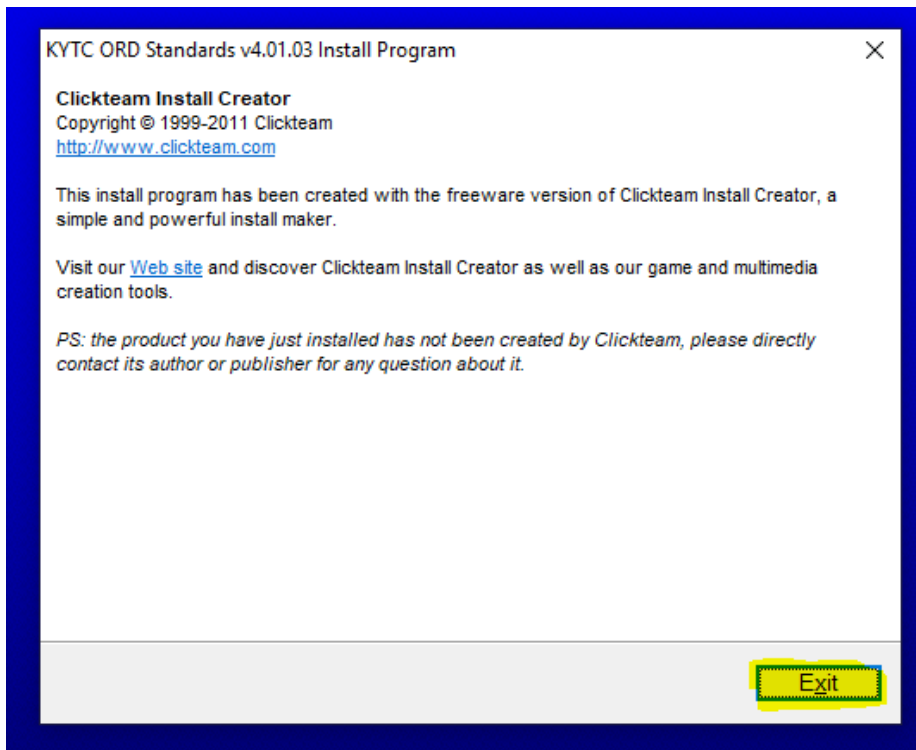 KYTC ORD Standards v4.01.03 Install Program
Clickteam Install Creator
Copyright © 1999-2011 Clickteam
http://www.clickteam.com
This install program has been created with the freeware version of Clickteam Install Creator, a
simple and powerful install maker.
Visit our Web site and discover Clickteam Install Creator as well as our game and multimedia
creation tools.
PS: the product you have just installed has not been created by Clickteam, please directly
contact its author or publisher for any question about it.
Exit